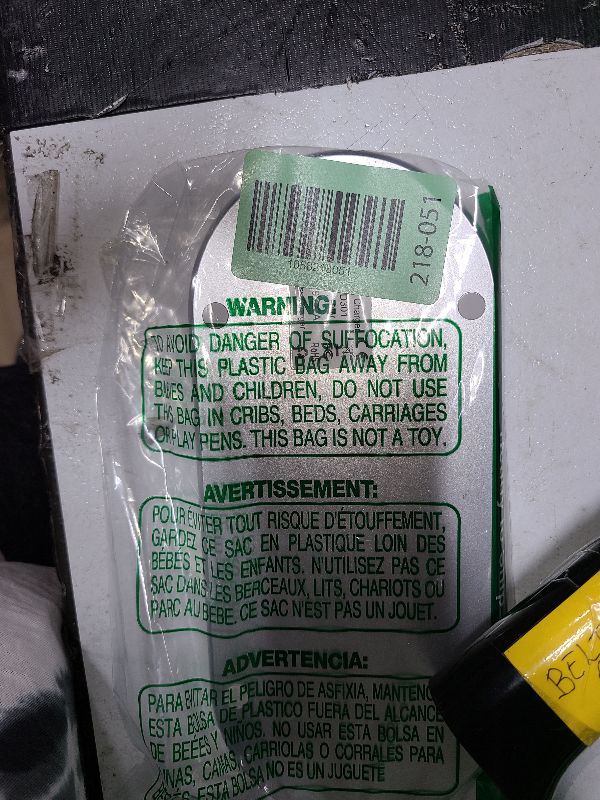 218-051
WARNING:
TO AVOID DANGER OF SUFFOCATION,
KEEP THIS PLASTIC BAG AWAY FROM
BABIES AND CHILDREN, DO NOT USE
THIS BAG IN CRIBS, BEDS, CARRIAGES
OR PLAY PENS. THIS BAG IS NOT A TOY.
AVERTISSEMENT:
POUR ÉVITER TOUT RISQUE D'ÉTOUFFEMENT,
GARDEZ CE SAC EN PLASTIQUE LOIN DES
BÉBÉS ET LES ENFANTS. N'UTILISEZ PAS CE
SAC DANS LES BERCEAUX, LITS, CHARIOTS OU
PARC AU BÉBE. CE SAC N'EST PAS UN JOUET.
ADVERTENCIA:
PARA EVITAR EL PELIGRO DE ASFIXIA, MANTENGA
ESTA BOLSA DE PLASTICO FUERA DEL ALCANCE
DE BEBÉS Y NIÑOS. NO USAR ESTA BOLSA EN
CUNAS, CAMAS, CARRIOLAS O CORRALES PARA
ESTA BOLSA NO ES UN JUGUETE